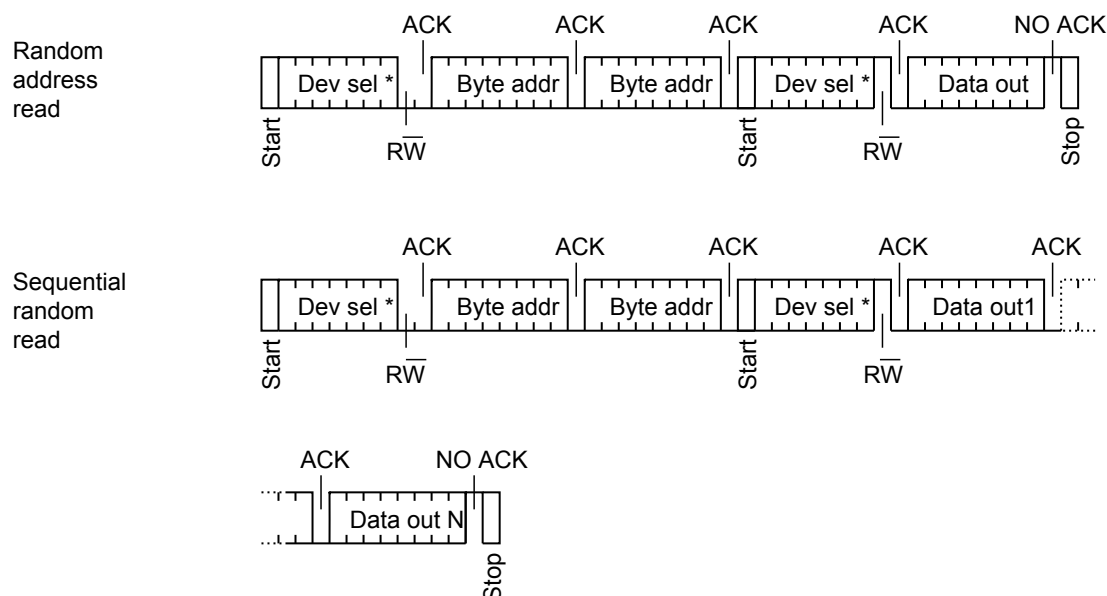 Random
address
read
ACK ACK ACK ACK NO ACK
Dev sel * Byte addr Byte addr Dev sel * Data out
Start RW̅ Start RW̅ Stop
Sequential
random
read
ACK ACK ACK ACK ACK
Dev sel * Byte addr Byte addr Dev sel * Data out1
Start RW̅ Start RW̅
ACK NO ACK
Data out N
Stop